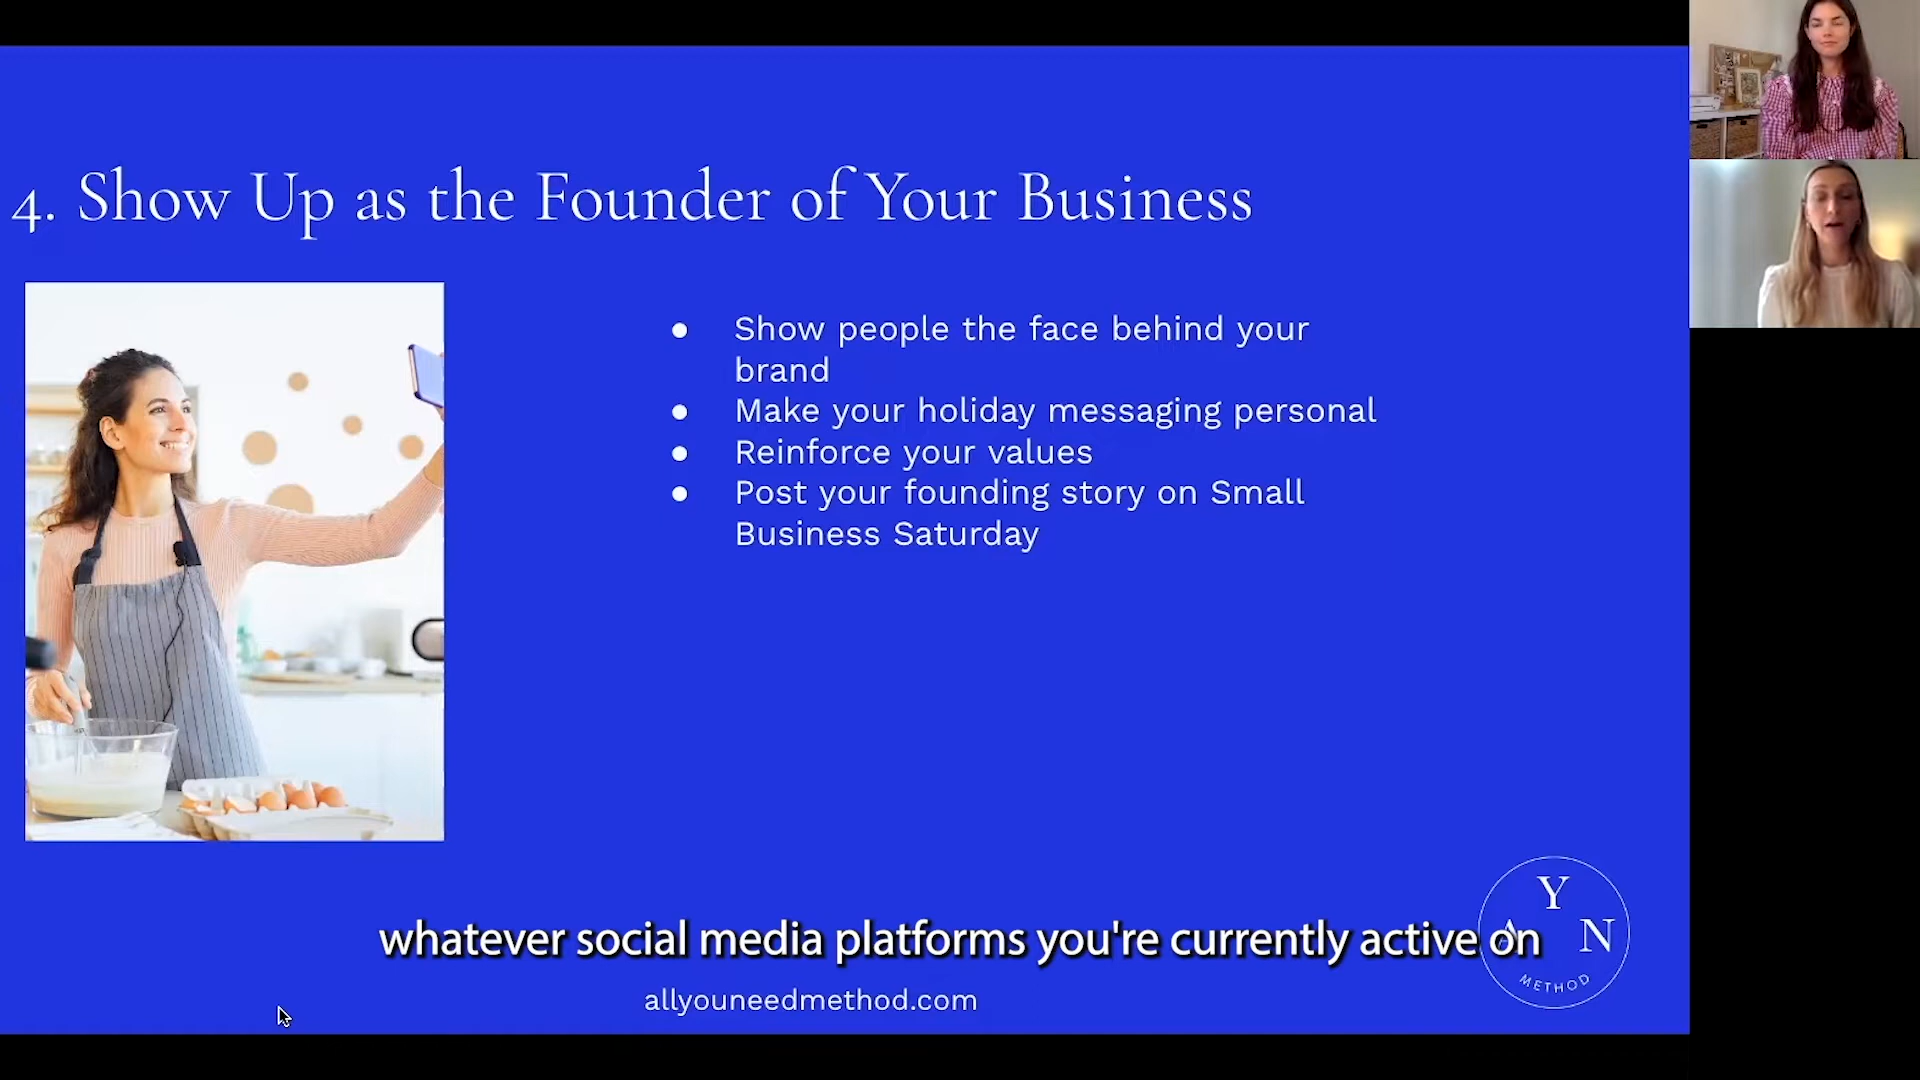 4. Show Up as the Founder of Your Business
● Show people the face behind your
brand
● Make your holiday messaging personal
● Reinforce your values
● Post your founding story on Small
Business Saturday
whatever social media platforms you're currently active on
allyouneedmethod.com
Y
A N
METHOD